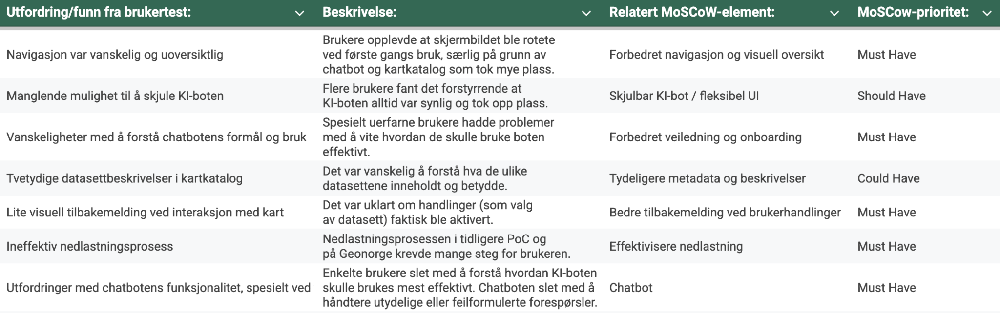 Utfordring/funn fra brukertest: Beskrivelse: Relatert MoSCoW-element: MoSCow-prioritet:
Navigasjon var vanskelig og uoversiktlig
Brukere opplevde at skjermbildet ble rotete
ved første gangs bruk, særlig på grunn av
chatbot og kartkatalog som tok mye plass.
Forbedret navigasjon og visuell oversikt
Must Have
Manglende mulighet til å skjule KI-boten
Flere brukere fant det forstyrrende at
KI-boten alltid var synlig og tok opp plass.
Skjulbar KI-bot / fleksibel UI
Should Have
Vanskeligheter med å forstå chatbotens formål og bruk
Spesielt uerfarne brukere hadde problemer
med å vite hvordan de skulle bruke boten
effektivt.
Forbedret veiledning og onboarding
Must Have
Tvetydige datasettbeskrivelser i kartkatalog
Det var vanskelig å forstå hva de ulike
datasettene inneholdt og betydde.
Tydeligere metadata og beskrivelser
Could Have
Lite visuell tilbakemelding ved interaksjon med kart
Det var uklart om handlinger (som valg
av datasett) faktisk ble aktivert.
Bedre tilbakemelding ved brukerhandlinger
Must Have
Ineffektiv nedlastningsprosess
Nedlastningsprosessen i tidligere PoC og
på Geonorge krevde mange steg for brukeren.
Effektivisere nedlastning
Must Have
Utfordringer med chatbotens funksjonalitet, spesielt ved
Enkelte brukere slet med å forstå hvordan KI-boten
skulle brukes mest effektivt. Chatboten slet med å
håndtere utydelige eller feilformulerte forespørsler.
Chatbot
Must Have